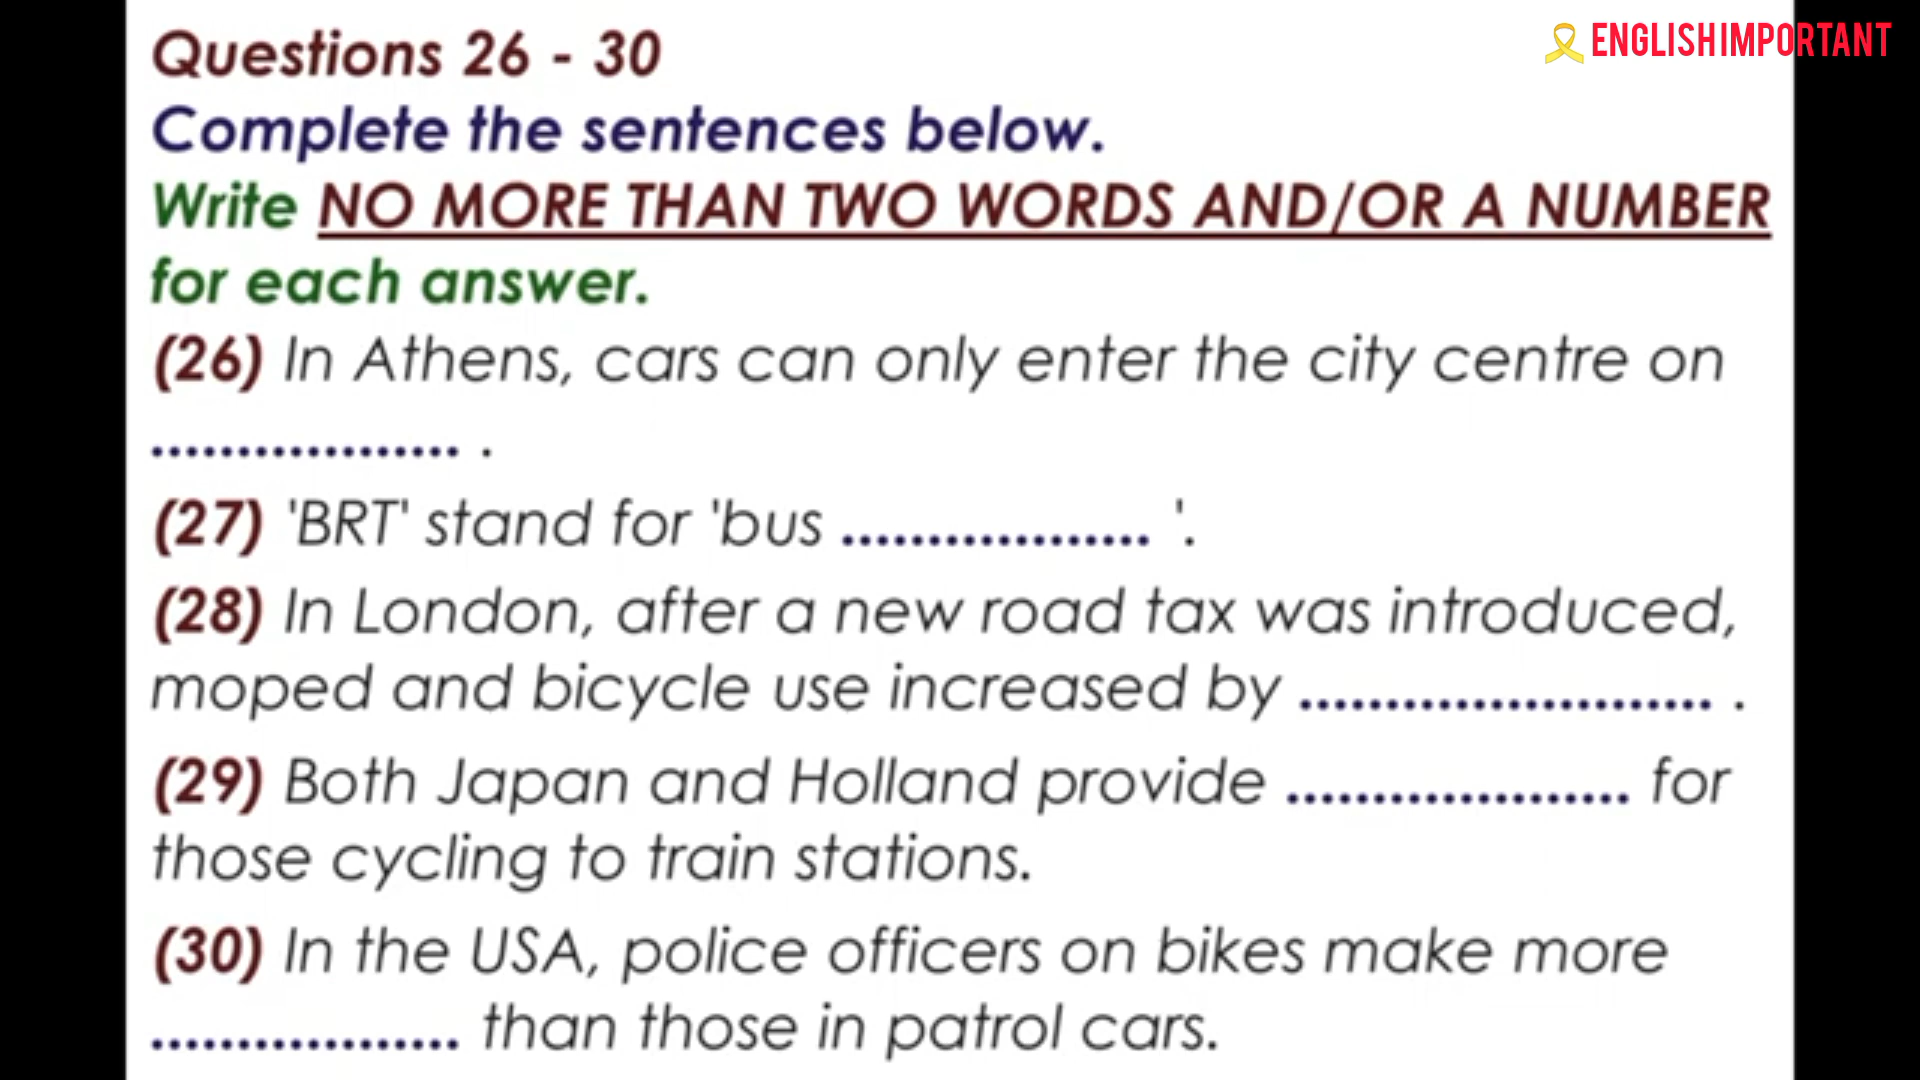 ENGLISHIMPORTANT
Questions 26 - 30
Complete the sentences below.
Write NO MORE THAN TWO WORDS AND/OR A NUMBER
for each answer.
(26) In Athens, cars can only enter the city centre on
.................. .
(27) 'BRT' stand for 'bus .................. '.
(28) In London, after a new road tax was introduced,
moped and bicycle use increased by ........................ .
(29) Both Japan and Holland provide .................... for
those cycling to train stations.
(30) In the USA, police officers on bikes make more
.................. than those in patrol cars.